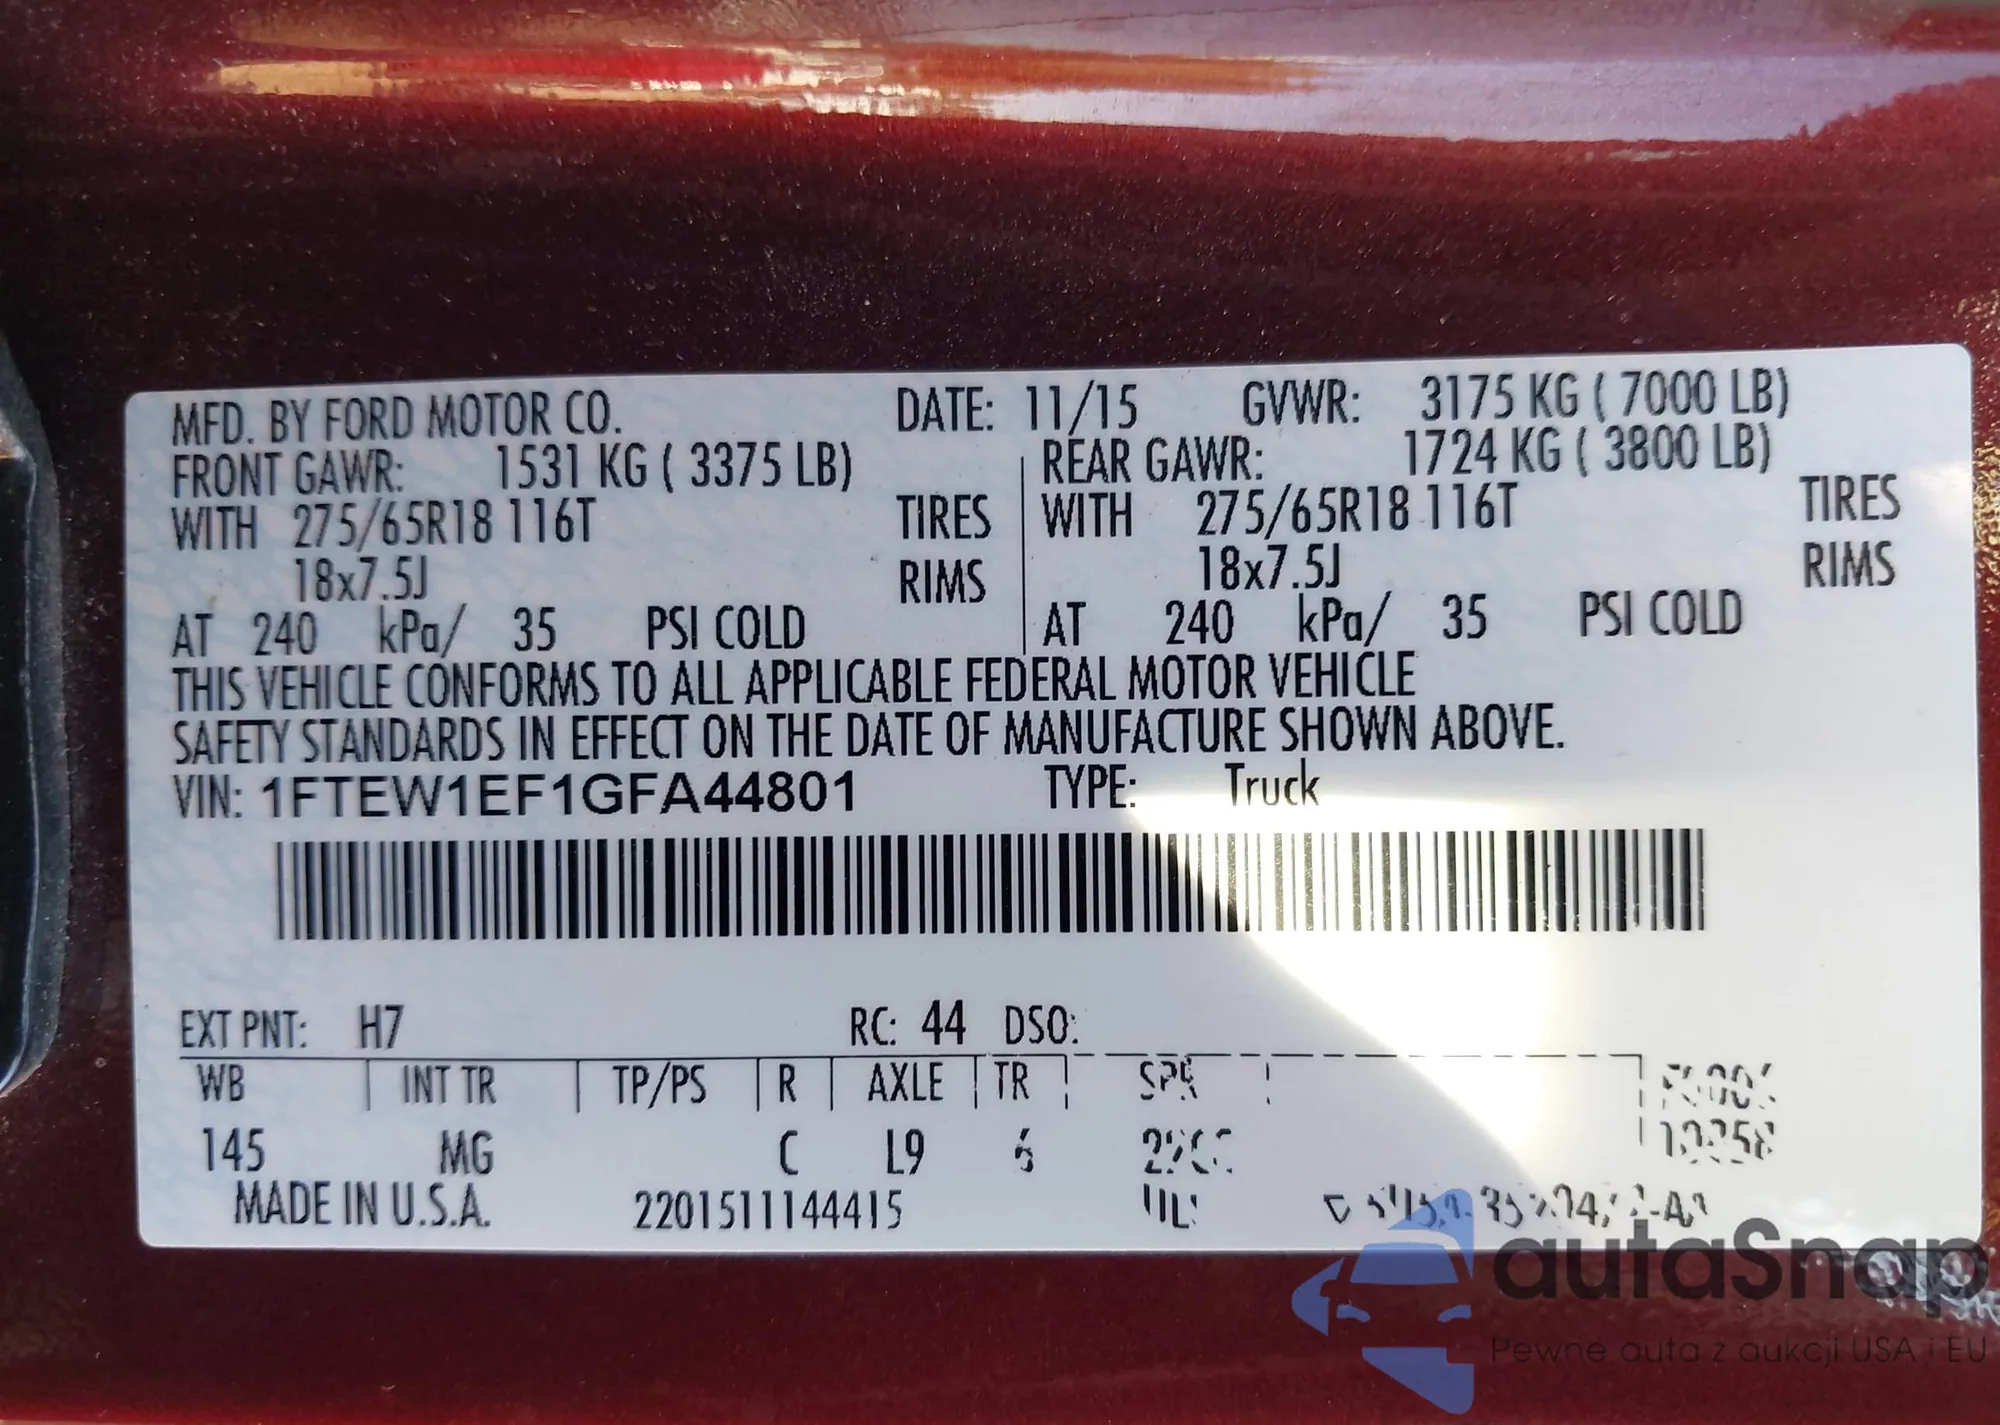 MFD. BY FORD MOTOR CO. DATE: 11/15 GVWR: 3175 KG ( 7000 LB)
FRONT GAWR: 1531 KG ( 3375 LB) REAR GAWR: 1724 KG ( 3800 LB)
WITH 275/65R18 116T TIRES WITH 275/65R18 116T TIRES
18x7.5J RIMS 18x7.5J RIMS
AT 240 kPa/ 35 PSI COLD AT 240 kPa/ 35 PSI COLD
THIS VEHICLE CONFORMS TO ALL APPLICABLE FEDERAL MOTOR VEHICLE
SAFETY STANDARDS IN EFFECT ON THE DATE OF MANUFACTURE SHOWN ABOVE.
VIN: 1FTEW1EF1GFA44801 TYPE: Truck
EXT PNT: H7 RC: 44 DSO:
WB INT TR TP/PS R AXLE TR SPR
145 MG C L9 6
MADE IN U.S.A. 2201511144415
autaSnap
Pewne auta z aukcji USA i EU